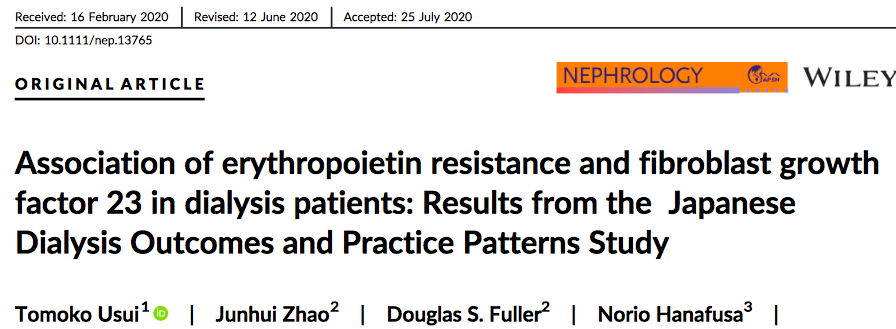 Received: 16 February 2020 | Revised: 12 June 2020 | Accepted: 25 July 2020
DOI: 10.1111/nep.13765
ORIGINAL ARTICLE
NEPHROLOGY APSN WILEY
Association of erythropoietin resistance and fibroblast growth
factor 23 in dialysis patients: Results from the Japanese
Dialysis Outcomes and Practice Patterns Study
Tomoko Usui¹ iD | Junhui Zhao² | Douglas S. Fuller² | Norio Hanafusa³ |